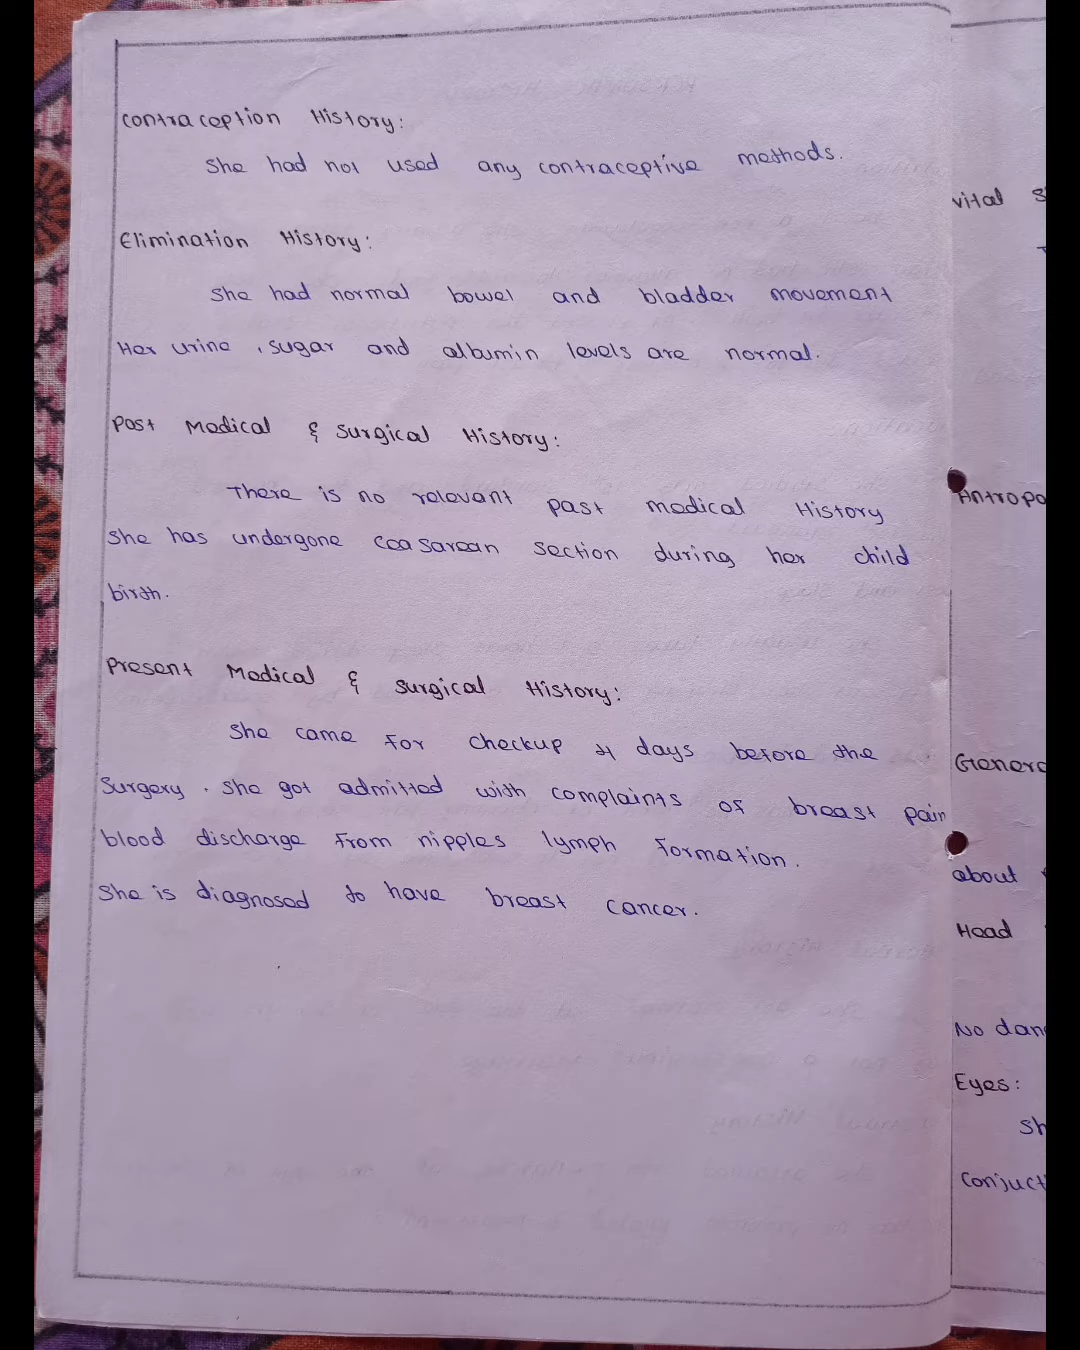 Contraception History:
She had not used any contraceptive methods.
Elimination History:
She had normal bowel and bladder movement
Her urine, sugar and albumin levels are normal.
Past Medical & Surgical History:
There is no relevant past medical History
She has undergone ceasarean section during her child
birth.
Present Medical & Surgical History:
She came for checkup 4 days before the
Surgery. She got admitted with complaints of breast pain
blood discharge from nipples lymph formation.
She is diagnosed to have breast cancer.
vital S
Antropo
Genera
about
Head
No dan
Eyes:
Sh
Conjuct